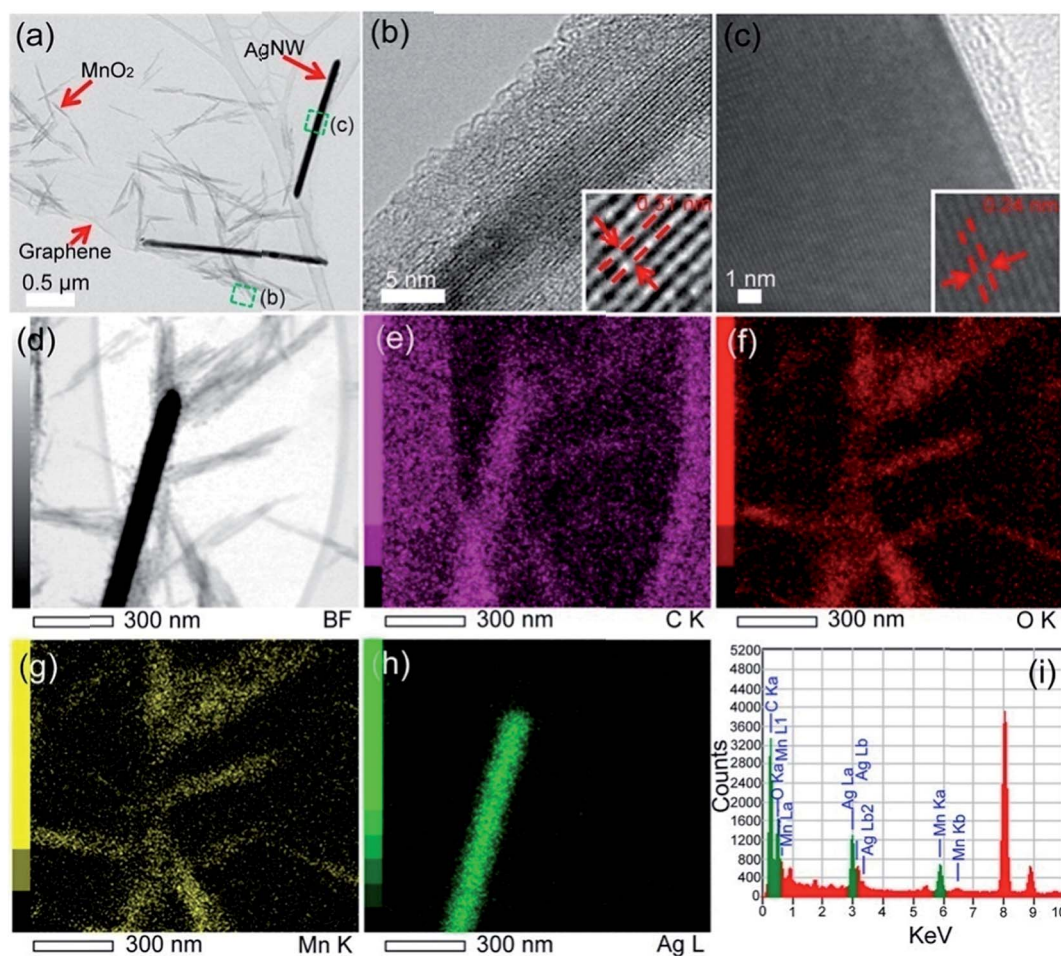 (a)
AgNW
MnO₂
(c)
Graphene
0.5 μm
(b)
(b)
0.31 nm
5 nm
(c)
0.24 nm
1 nm
(d)
300 nm
BF
(e)
300 nm
C K
(f)
300 nm
O K
(g)
300 nm
Mn K
(h)
300 nm
Ag L
(i)
5200
4800
4400
4000
3600
3200
2800
2400
2000
1600
1200
800
400
0
Counts
C Ka
Mn L1
O Ka
Mn La
Ag La
Ag Lb
Ag Lb2
Mn Ka
Mn Kb
0 1 2 3 4 5 6 7 8 9 10
KeV